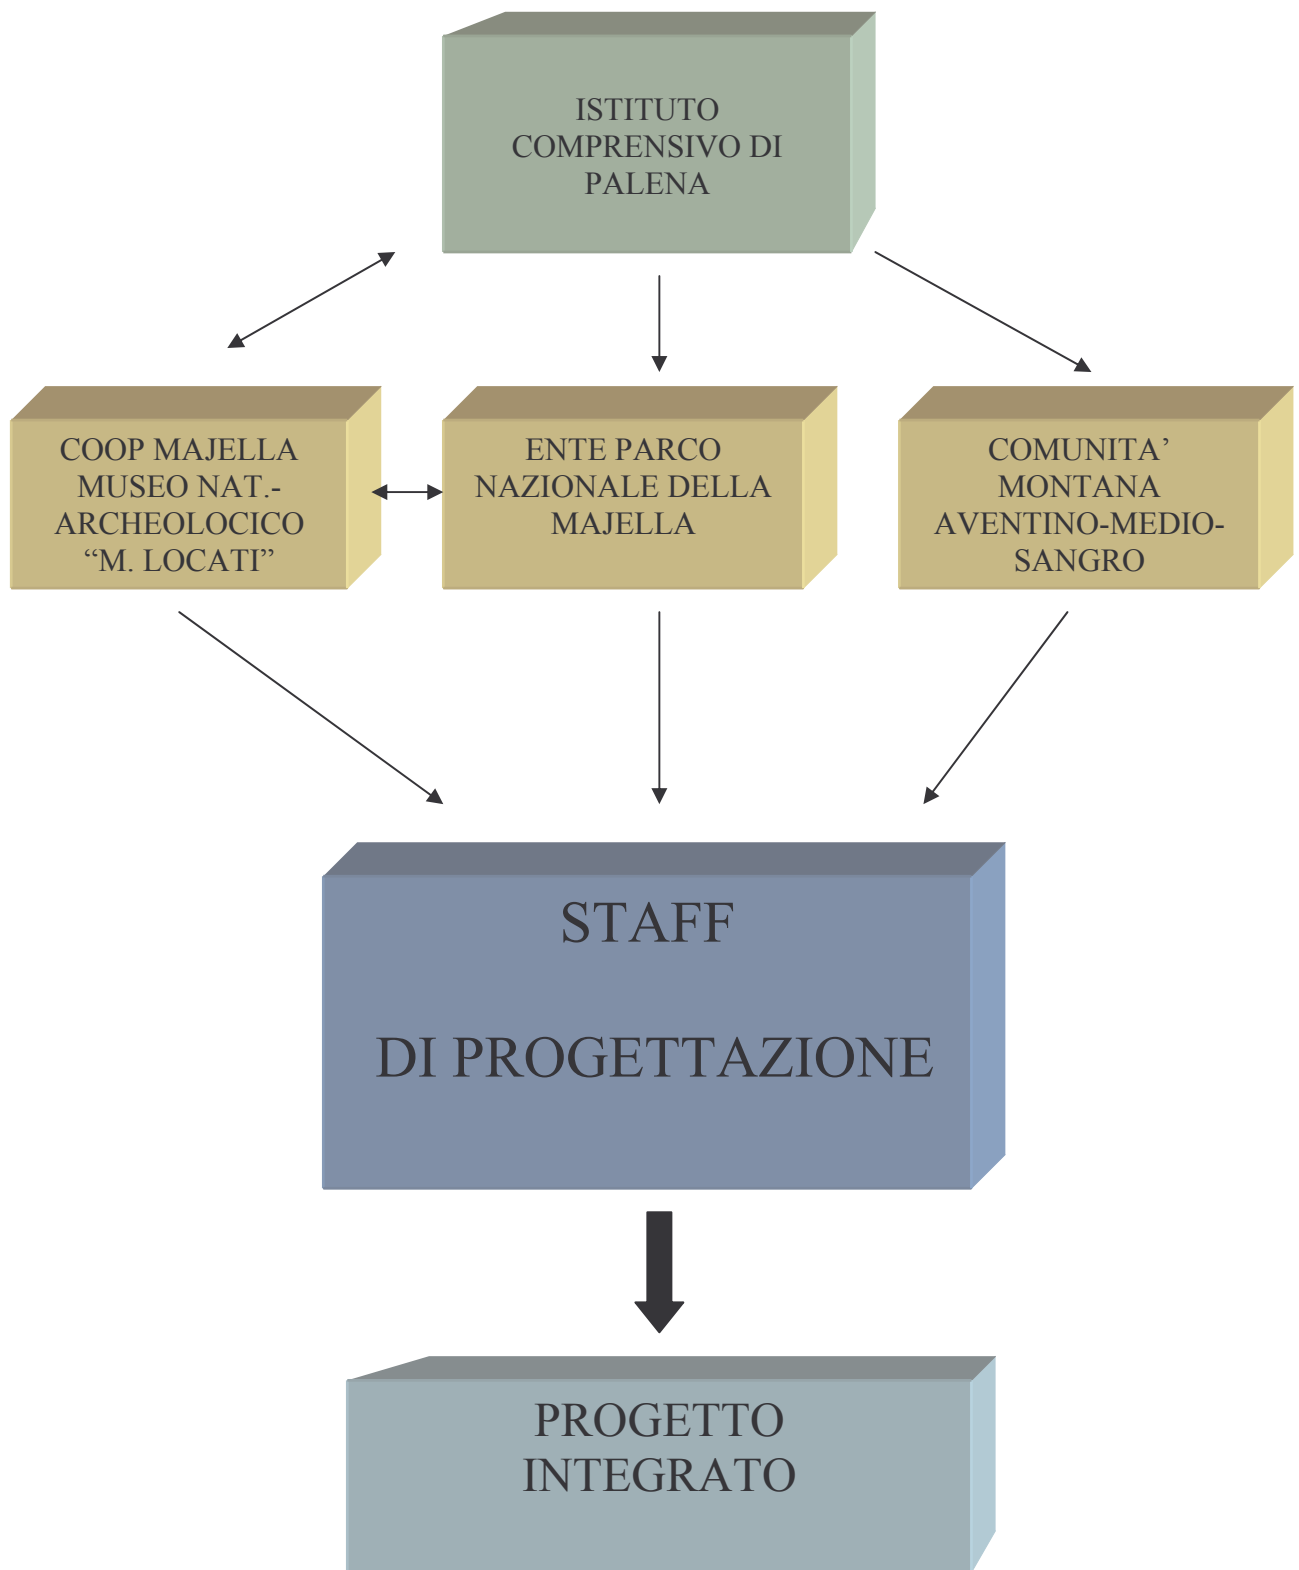 ISTITUTO
COMPRENSIVO DI
PALENA
COOP MAJELLA
MUSEO NAT.-
ARCHEOLOCICO
“M. LOCATI”
ENTE PARCO
NAZIONALE DELLA
MAJELLA
COMUNITA’
MONTANA
AVENTINO-MEDIO-
SANGRO
STAFF
DI PROGETTAZIONE
PROGETTO
INTEGRATO